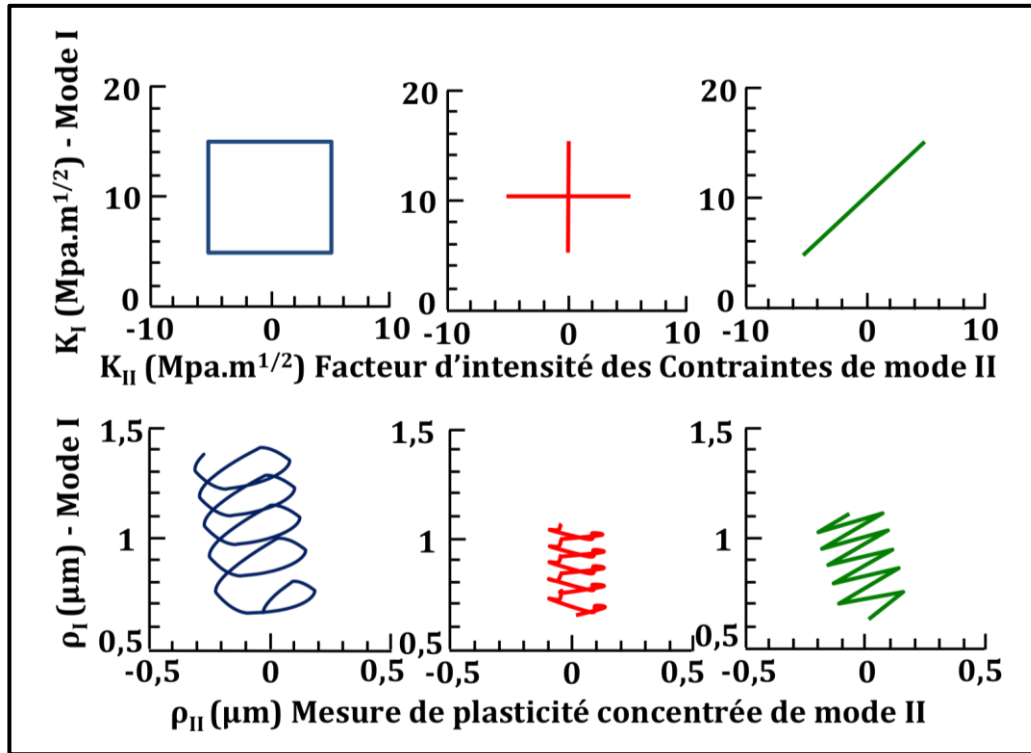 K_I (Mpa.m^{1/2}) - Mode I
20
10
0
-10 0 10
20
10
0
-10 0 10
20
10
0
-10 0 10
K_II (Mpa.m^{1/2}) Facteur d'intensité des Contraintes de mode II
ρ_I (μm) - Mode I
1,5
1
0,5
-0,5 0 0,5
1,5
1
0,5
-0,5 0 0,5
1,5
1
0,5
-0,5 0 0,5
ρ_II (μm) Mesure de plasticité concentrée de mode II